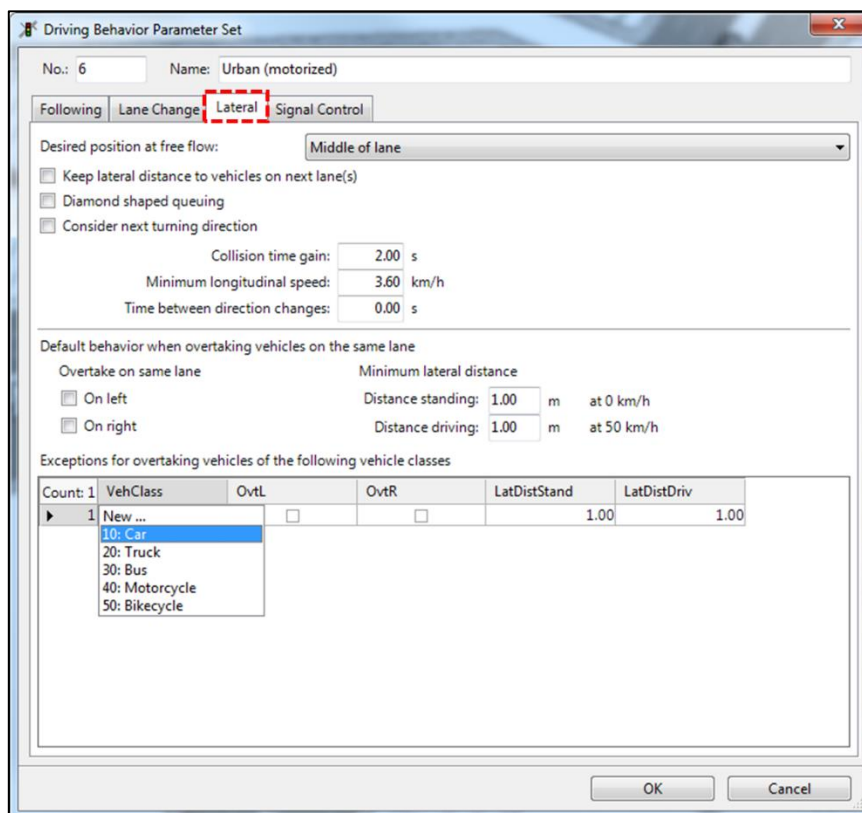 Driving Behavior Parameter Set
No.: 6 Name: Urban (motorized)
Following Lane Change Lateral Signal Control
Desired position at free flow: Middle of lane
Keep lateral distance to vehicles on next lane(s)
Diamond shaped queuing
Consider next turning direction
Collision time gain: 2.00 s
Minimum longitudinal speed: 3.60 km/h
Time between direction changes: 0.00 s
Default behavior when overtaking vehicles on the same lane
Overtake on same lane Minimum lateral distance
On left Distance standing: 1.00 m at 0 km/h
On right Distance driving: 1.00 m at 50 km/h
Exceptions for overtaking vehicles of the following vehicle classes
Count: 1 VehClass OvtL OvtR LatDistStand LatDistDriv
1 New ... 1.00 1.00
10: Car
20: Truck
30: Bus
40: Motorcycle
50: Bikecycle
OK Cancel